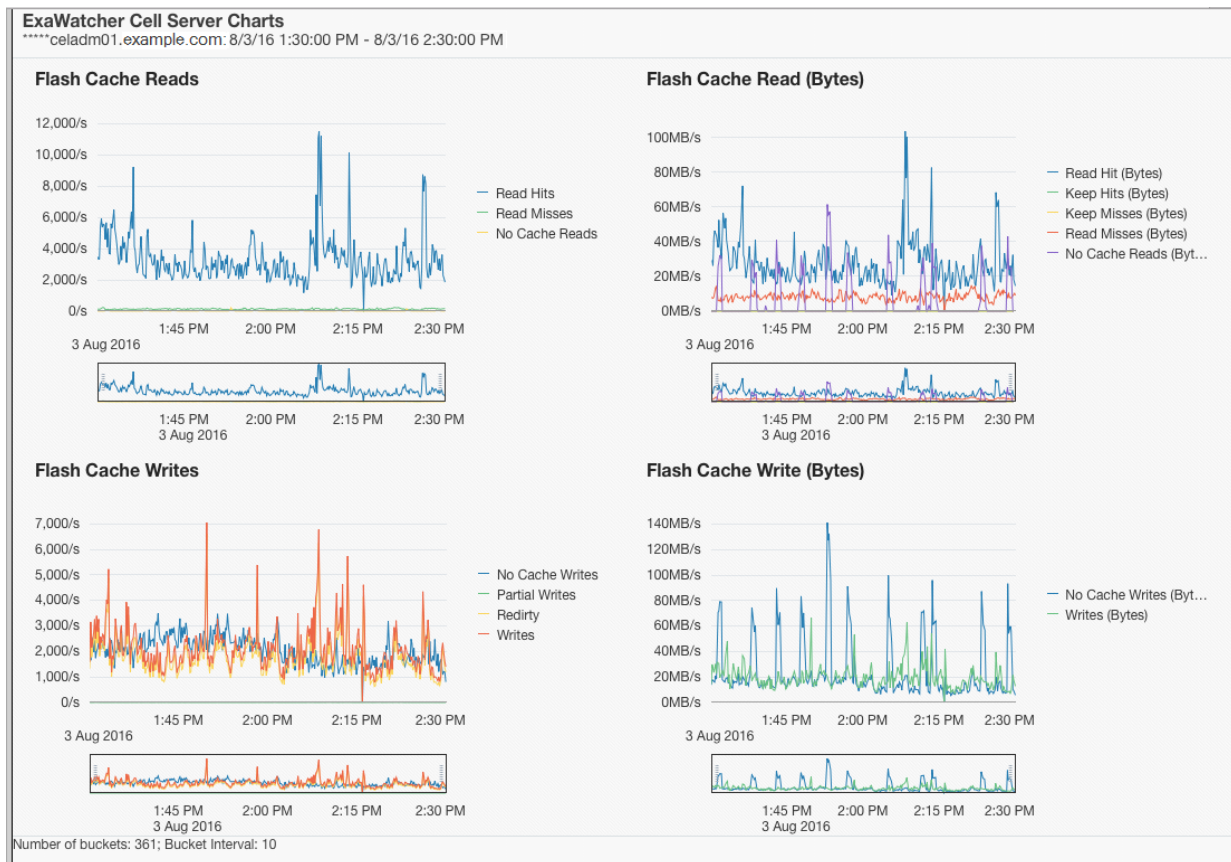 ExaWatcher Cell Server Charts
*****celadm01.example.com: 8/3/16 1:30:00 PM - 8/3/16 2:30:00 PM
Flash Cache Reads
12,000/s
10,000/s
8,000/s
6,000/s
4,000/s
2,000/s
0/s
1:45 PM 2:00 PM 2:15 PM 2:30 PM
3 Aug 2016
Read Hits
Read Misses
No Cache Reads
1:45 PM 2:00 PM 2:15 PM 2:30 PM
3 Aug 2016
Flash Cache Read (Bytes)
100MB/s
80MB/s
60MB/s
40MB/s
20MB/s
0MB/s
1:45 PM 2:00 PM 2:15 PM 2:30 PM
3 Aug 2016
Read Hit (Bytes)
Keep Hits (Bytes)
Keep Misses (Bytes)
Read Misses (Bytes)
No Cache Reads (Byt...
1:45 PM 2:00 PM 2:15 PM 2:30 PM
3 Aug 2016
Flash Cache Writes
7,000/s
6,000/s
5,000/s
4,000/s
3,000/s
2,000/s
1,000/s
0/s
1:45 PM 2:00 PM 2:15 PM 2:30 PM
3 Aug 2016
No Cache Writes
Partial Writes
Redirty
Writes
1:45 PM 2:00 PM 2:15 PM 2:30 PM
3 Aug 2016
Flash Cache Write (Bytes)
140MB/s
120MB/s
100MB/s
80MB/s
60MB/s
40MB/s
20MB/s
0MB/s
1:45 PM 2:00 PM 2:15 PM 2:30 PM
3 Aug 2016
No Cache Writes (Byt...
Writes (Bytes)
1:45 PM 2:00 PM 2:15 PM 2:30 PM
3 Aug 2016
Number of buckets: 361; Bucket Interval: 10